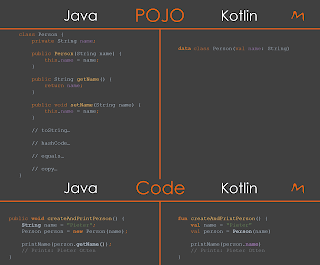 Java POJO Kotlin
class Person {
private String name;
public Person(String name) {
this.name = name;
}
public String getName() {
return name;
}
public void setName(String name) {
this.name = name;
}
// toString…
// hashCode…
// equals…
// copy…
}
data class Person(val name: String)
Java Code Kotlin
public void createAndPrintPerson() {
String name = "Pieter";
Person person = new Person(name);
printName(person.getName());
// Prints: Pieter Otten
}
fun createAndPrintPerson() {
val name = "Pieter"
val person = Person(name)
printName(person.name)
// Prints: Pieter Otten
}